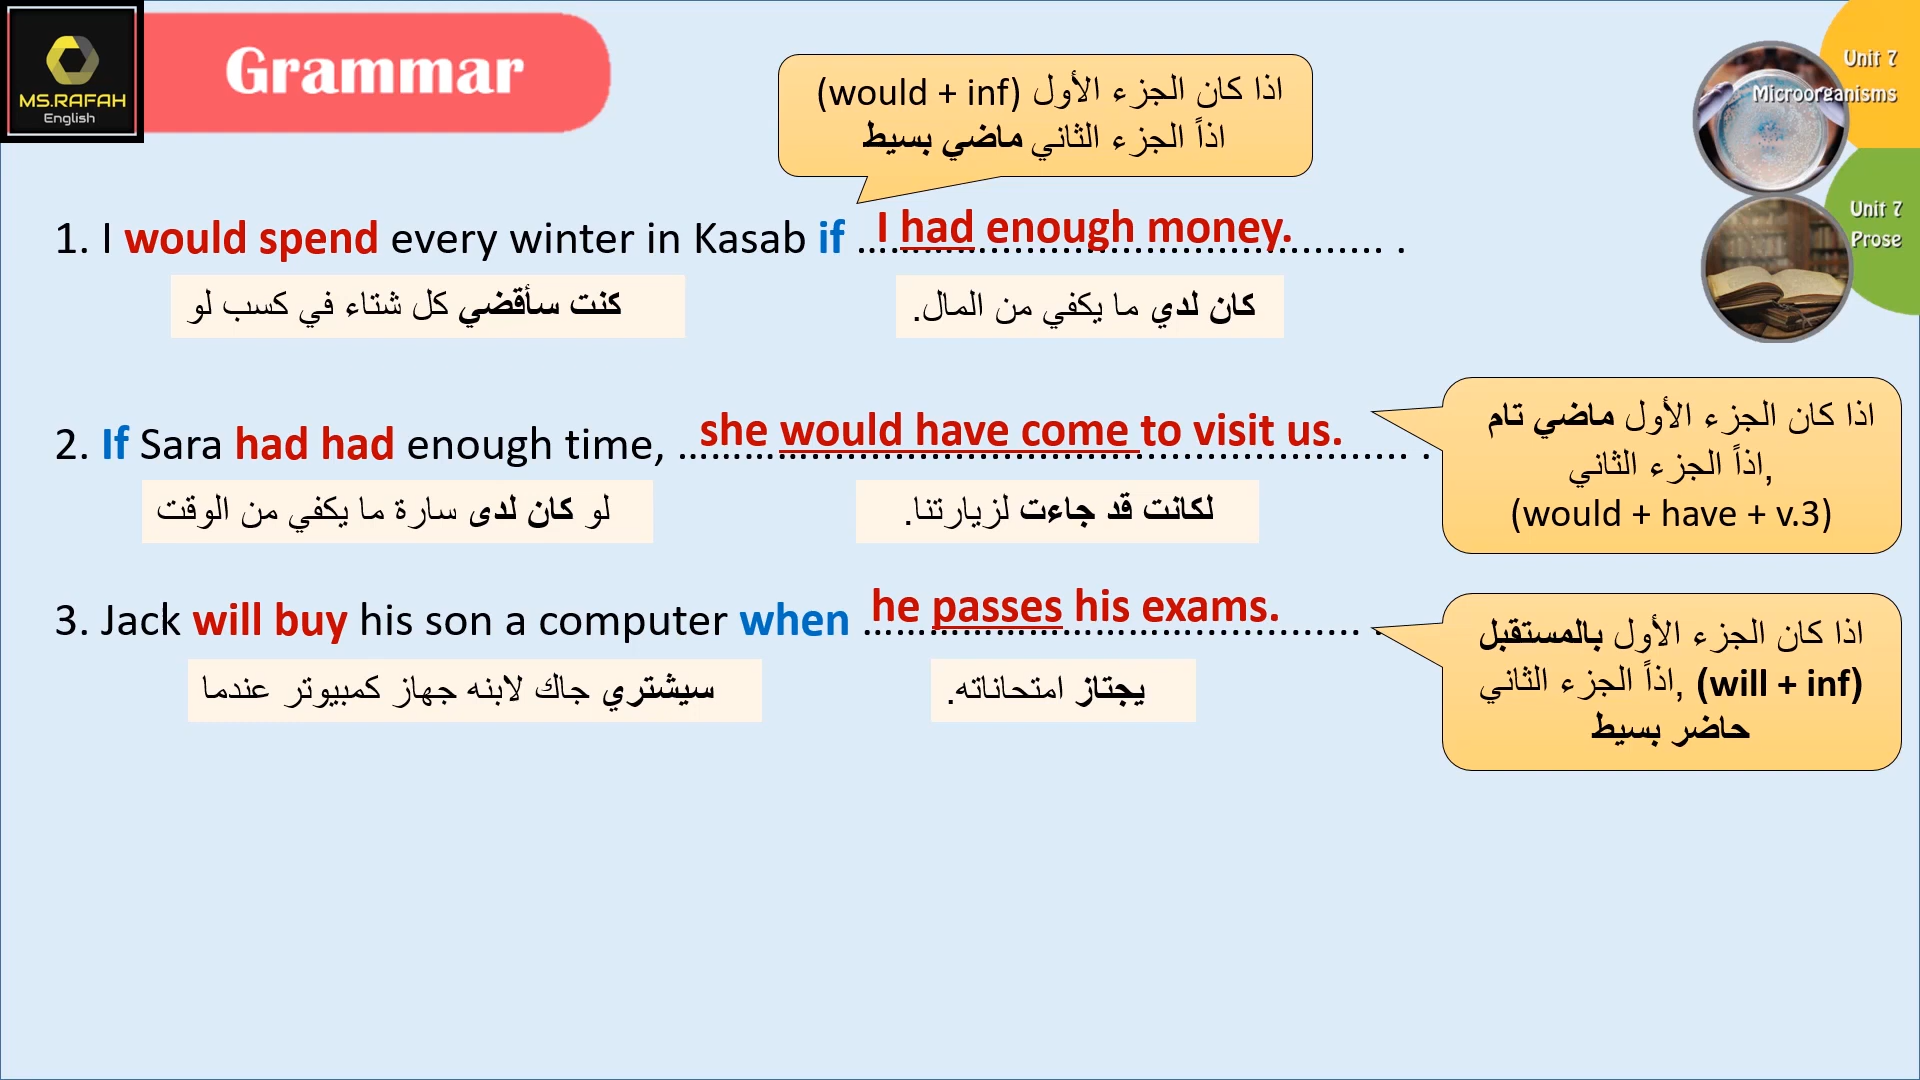 MS.RAFAH
English
Grammar
اذا كان الجزء الأول (would + inf)
اذاً الجزء الثاني ماضي بسيط
Unit 7
Microorganisms
Unit 7
Prose
1. I would spend every winter in Kasab if I had enough money. .
كنت سأقضي كل شتاء في كسب لو
كان لدي ما يكفي من المال.
2. If Sara had had enough time, she would have come to visit us. .
لو كان لدى سارة ما يكفي من الوقت
لكانت قد جاءت لزيارتنا.
اذا كان الجزء الأول ماضي تام
,اذاً الجزء الثاني
(would + have + v.3)
3. Jack will buy his son a computer when he passes his exams. .
سيشتري جاك لابنه جهاز كمبيوتر عندما
يجتاز امتحاناته.
اذا كان الجزء الأول بالمستقبل
(will + inf) ,اذاً الجزء الثاني
حاضر بسيط